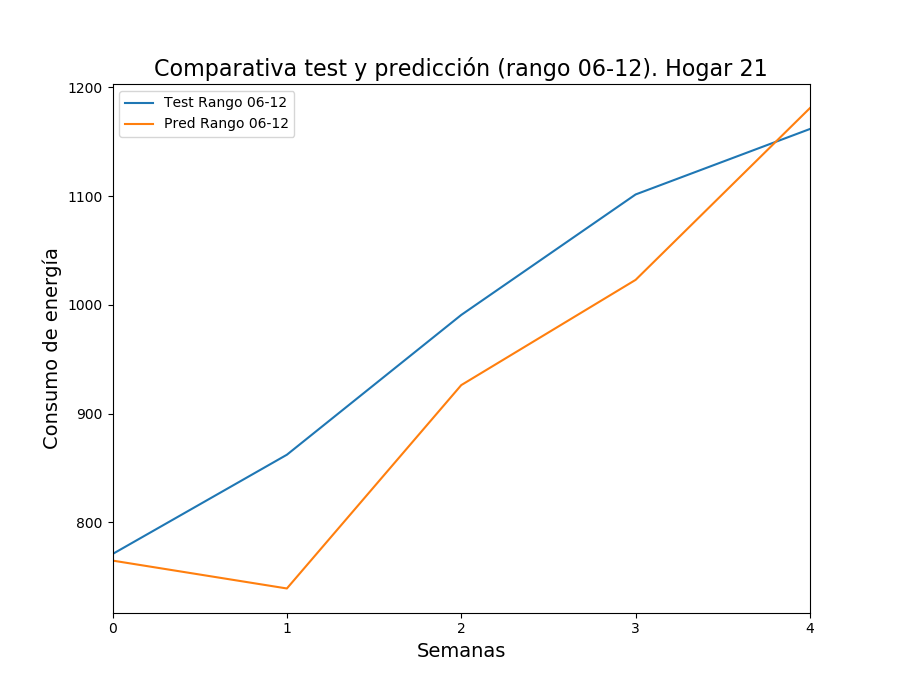 Comparativa test y predicción (rango 06-12). Hogar 21
Test Rango 06-12
Pred Rango 06-12
1200
1100
1000
900
800
Consumo de energía
0 1 2 3 4
Semanas